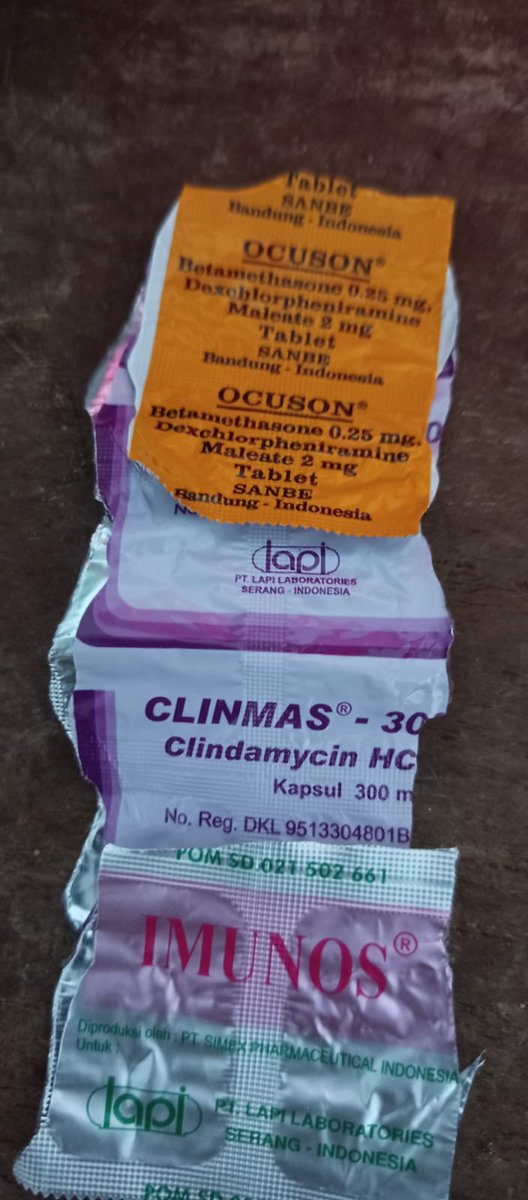 Tablet
SANBE
Bandung - Indonesia
OCUSON®
Betamethasone 0.25 mg.
Dexchlorpheniramine
Maleate 2 mg
Tablet
SANBE
Bandung - Indonesia
OCUSON®
Betamethasone 0.25 mg.
Dexchlorpheniramine
Maleate 2 mg
Tablet
SANBE
Bandung - Indonesia
lapi
PT. LAPI LABORATORIES
SERANG - INDONESIA
CLINMAS® - 30
Clindamycin HC
Kapsul 300 m
No. Reg. DKL 9513304801B
POM SD.021 502 661
IMUNOS®
Diproduksi oleh : PT. SIMEX PHARMACEUTICAL INDONESIA
Untuk :
lapi
PT. LAPI LABORATORIES
SERANG - INDONESIA
POM SD